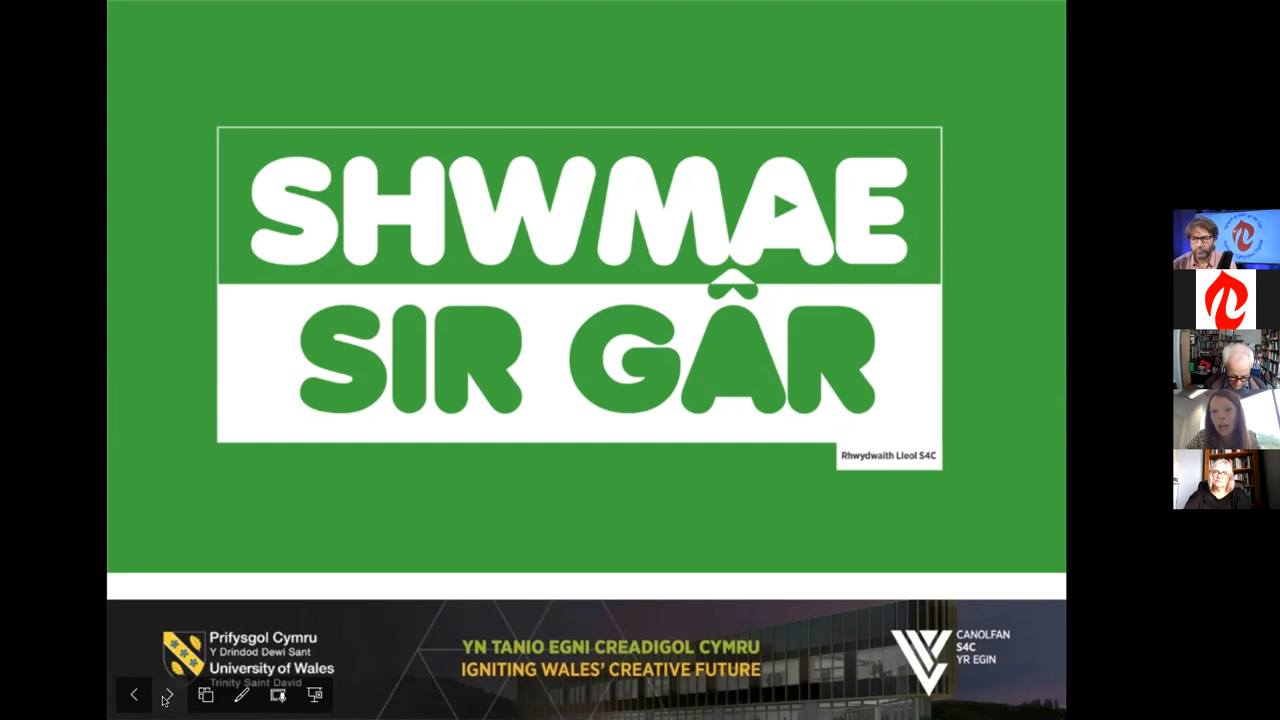 SHWMAE
SIR GÂR
Rhwydwaith Lleol S4C
Prifysgol Cymru
Y Drindod Dewi Sant
University of Wales
Trinity Saint David
YN TANIO EGNI CREADIGOL CYMRU
IGNITING WALES’ CREATIVE FUTURE
CANOLFAN
S4C
YR EGIN